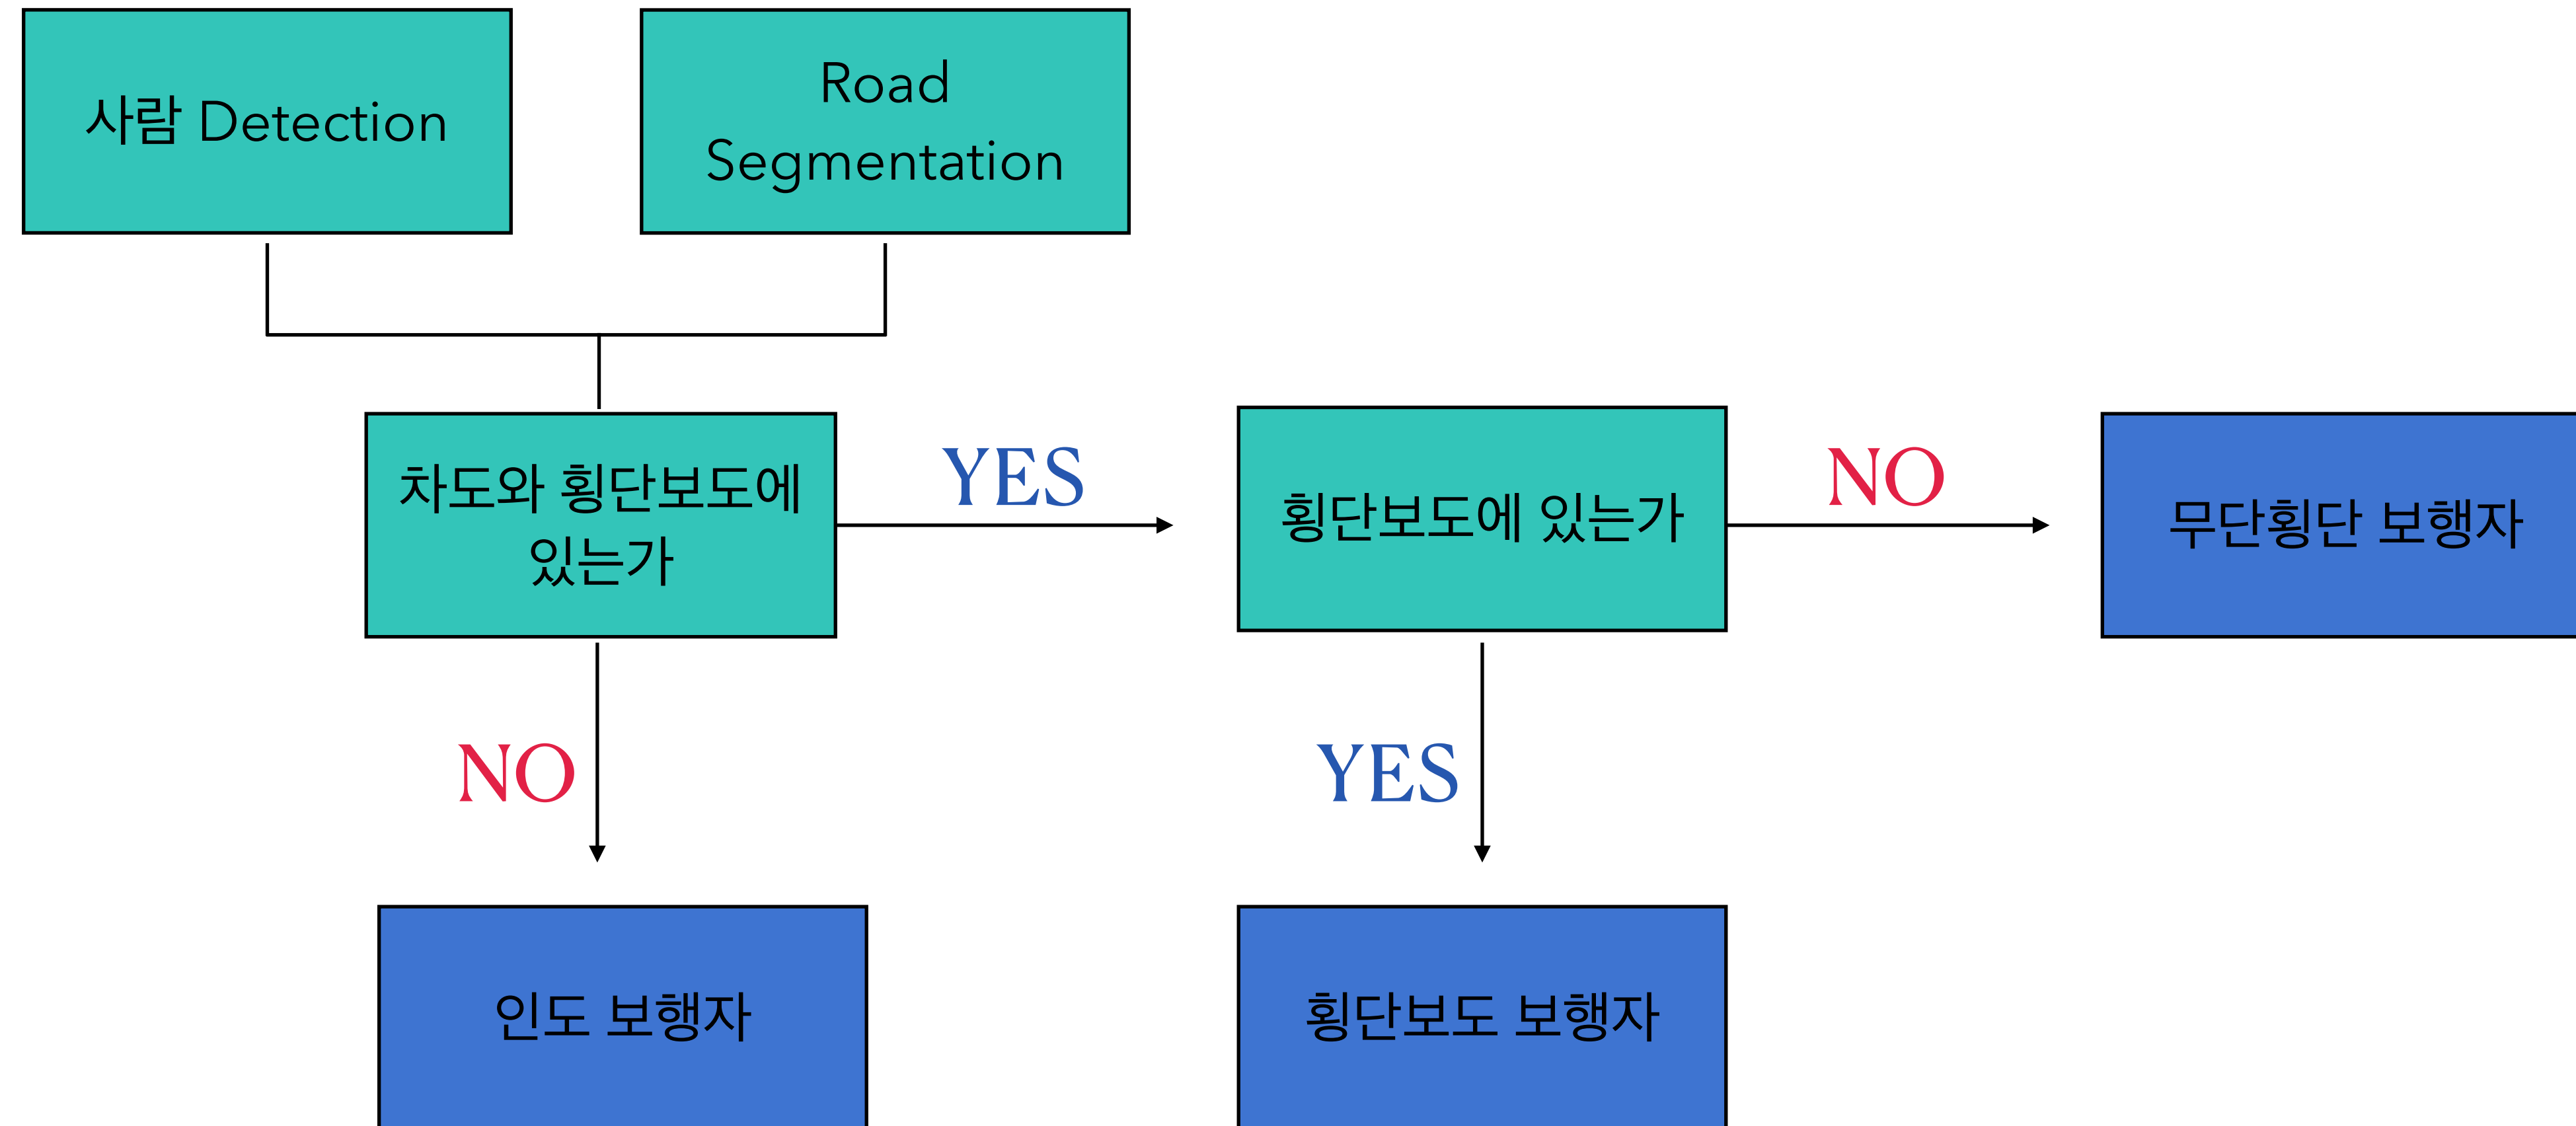 사람 Detection
Road
Segmentation
차도와 횡단보도에
있는가
YES
횡단보도에 있는가
NO
무단횡단 보행자
NO
YES
인도 보행자
횡단보도 보행자